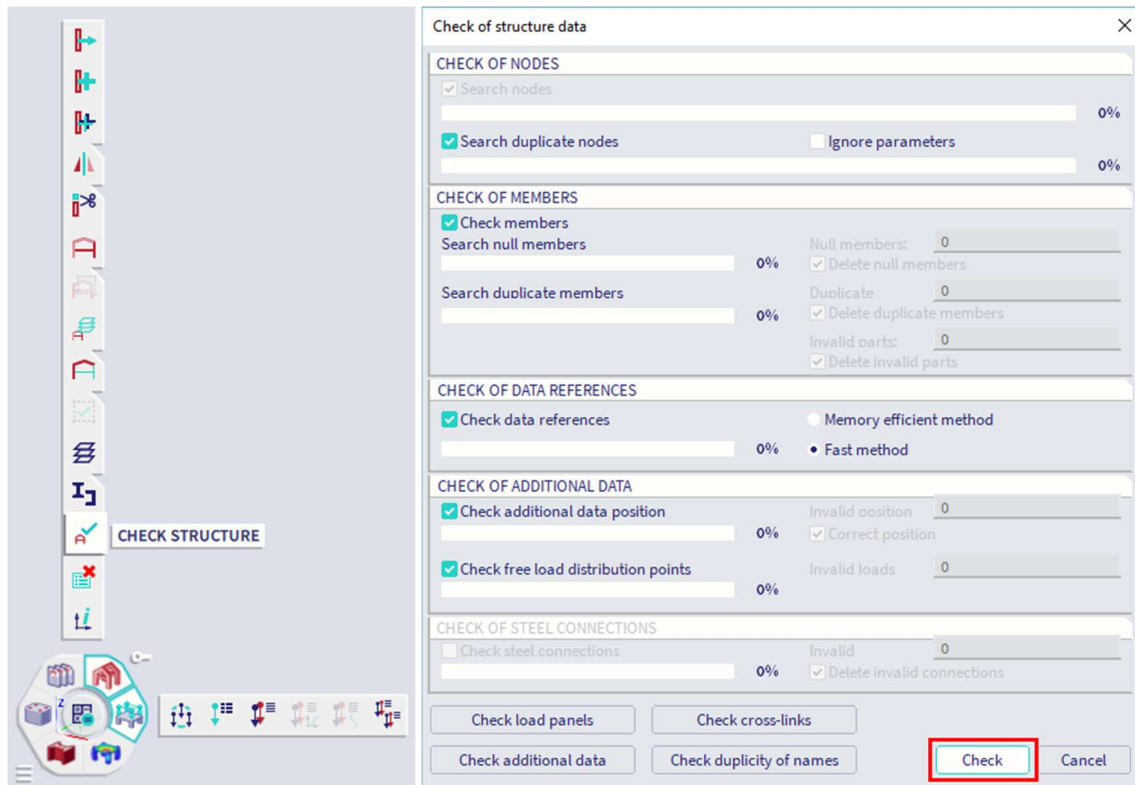 CHECK STRUCTURE
Z
Check of structure data
CHECK OF NODES
Search nodes
0%
Search duplicate nodes Ignore parameters
0%
CHECK OF MEMBERS
Check members
Search null members Null members: 0
0% Delete null members
Search duplicate members Duplicate 0
0% Delete duplicate members
Invalid parts: 0
Delete invalid parts
CHECK OF DATA REFERENCES
Check data references Memory efficient method
0% Fast method
CHECK OF ADDITIONAL DATA
Check additional data position Invalid position 0
0% Correct position
Check free load distribution points Invalid loads 0
0%
CHECK OF STEEL CONNECTIONS
Check steel connections Invalid 0
0% Delete invalid connections
Check load panels Check cross-links
Check additional data Check duplicity of names Check Cancel